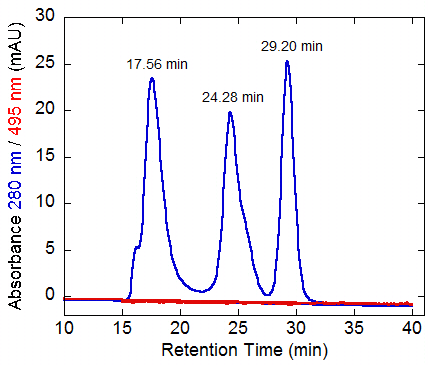 30
25
20
15
10
5
0
Absorbance 280 nm / 495 nm (mAU)
17.56 min
24.28 min
29.20 min
10 15 20 25 30 35 40
Retention Time (min)